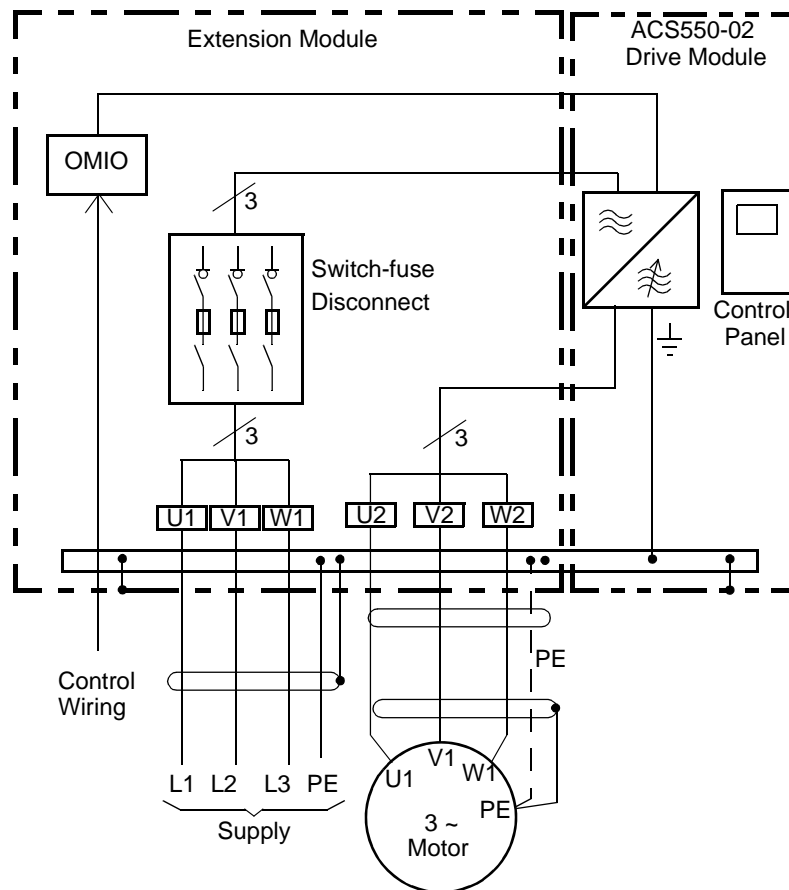 Extension Module
ACS550-02
Drive Module
OMIO
3
Switch-fuse
Disconnect
Control
Panel
3
3
U1
V1
W1
U2
V2
W2
PE
Control
Wiring
L1
L2
L3
PE
Supply
U1
V1
W1
PE
3 ~
Motor